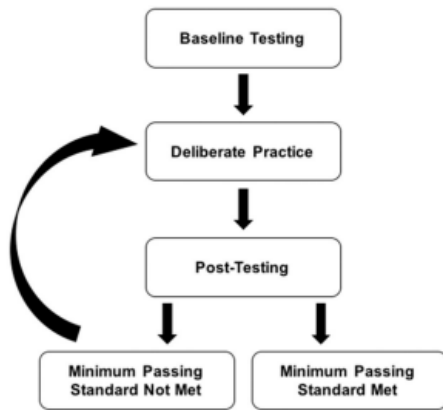 Baseline Testing
Deliberate Practice
Post-Testing
Minimum Passing
Standard Not Met
Minimum Passing
Standard Met